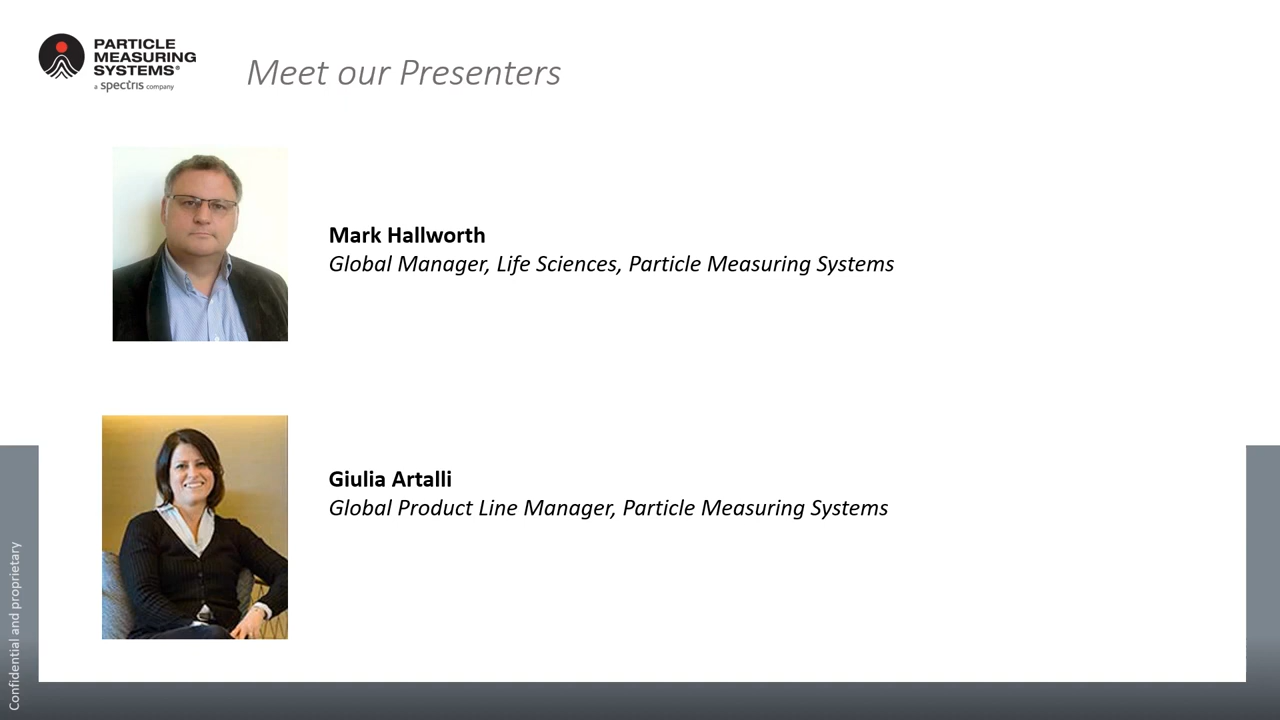 PARTICLE
MEASURING
SYSTEMS®
a spectris company
Meet our Presenters
Mark Hallworth
Global Manager, Life Sciences, Particle Measuring Systems
Giulia Artalli
Global Product Line Manager, Particle Measuring Systems
Confidential and proprietary